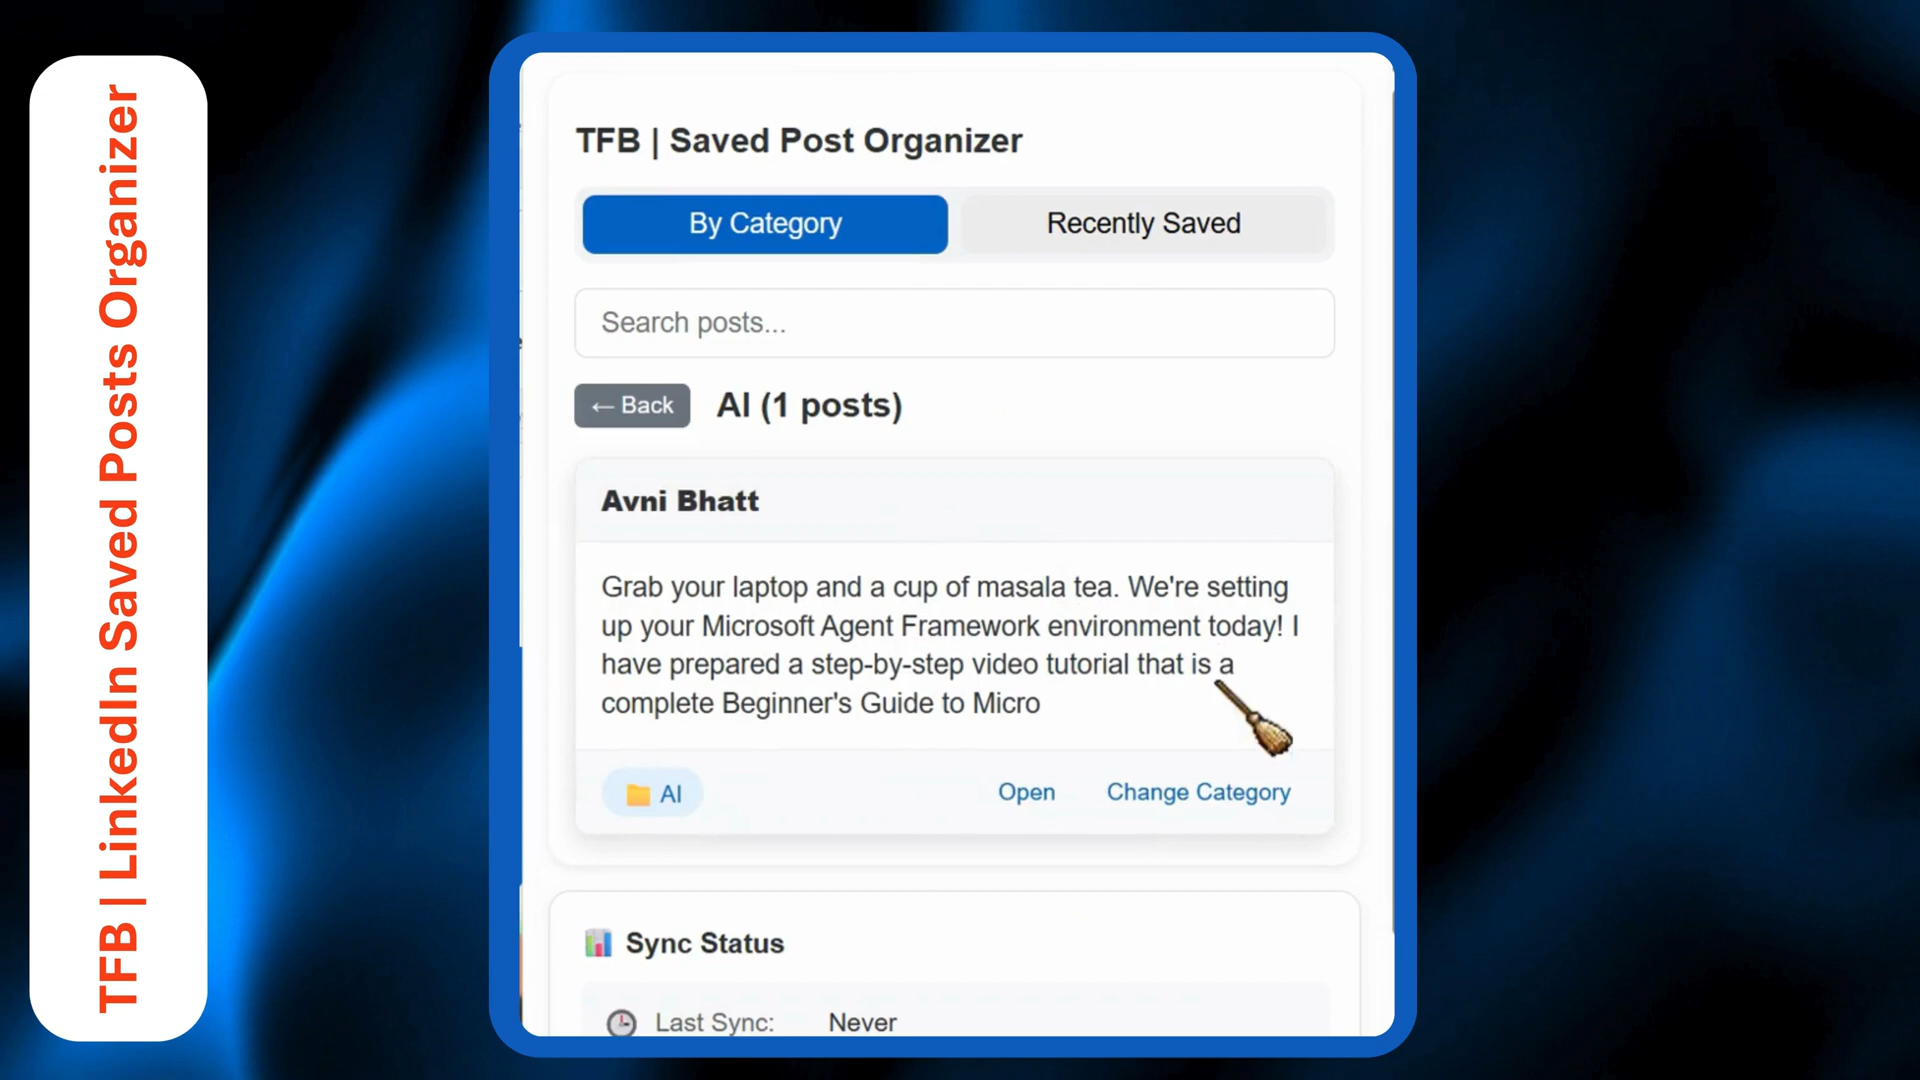 TFB | LinkedIn Saved Posts Organizer
TFB | Saved Post Organizer
By Category
Recently Saved
Search posts...
← Back
AI (1 posts)
Avni Bhatt
Grab your laptop and a cup of masala tea. We're setting
up your Microsoft Agent Framework environment today! I
have prepared a step-by-step video tutorial that is a
complete Beginner's Guide to Micro
AI
Open
Change Category
Sync Status
Last Sync:
Never